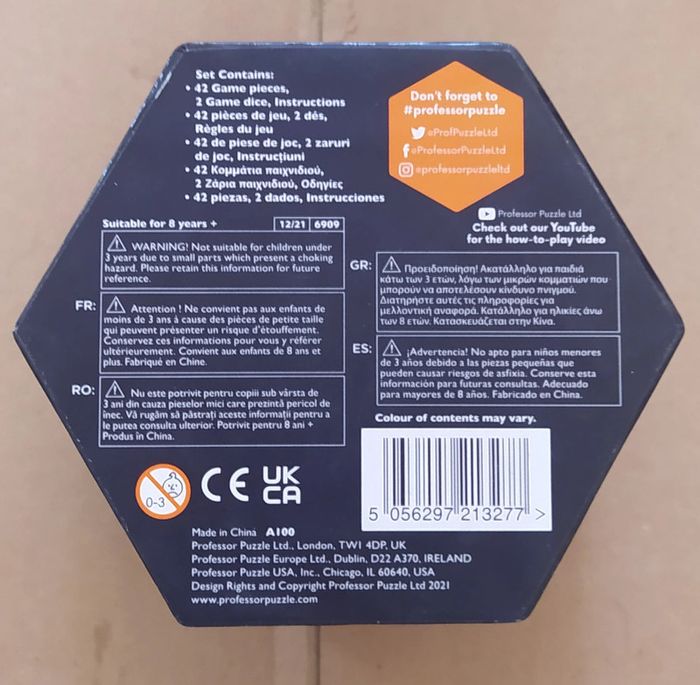 Set Contains:
• 42 Game pieces,
2 Game dice, Instructions
• 42 pièces de jeu, 2 dés,
Règles du jeu
• 42 de piese de joc, 2 zaruri
de joc, Instrucțiuni
• 42 Κομμάτια παιχνιδιού,
2 Ζάρια παιχνιδιού, Οδηγίες
• 42 piezas, 2 dados, Instrucciones
Don't forget to
#professorpuzzle
@ProfPuzzleLtd
@ProfessorPuzzleLtd
@professorpuzzleltd
Professor Puzzle Ltd
Check out our YouTube
for the how-to-play video
Suitable for 8 years +
12/21 6909
WARNING! Not suitable for children under
3 years due to small parts which present a choking
hazard. Please retain this information for future
reference.
FR:
Attention ! Ne convient pas aux enfants de
moins de 3 ans à cause des pièces de petite taille
qui peuvent présenter un risque d'étouffement.
Conservez ces informations pour vous y référer
ultérieurement. Convient aux enfants de 8 ans et
plus. Fabriqué en Chine.
RO:
Nu este potrivit pentru copiii sub vârsta de
3 ani din cauza pieselor mici care prezintă pericol de
înec. Vă rugăm să păstrați aceste informații pentru a
le putea consulta ulterior. Potrivit pentru 8 ani +
Produs în China.
GR:
Προειδοποίηση! Ακατάλληλο για παιδιά
κάτω των 3 ετών, λόγω των μικρών κομματιών που
μπορούν να αποτελέσουν κίνδυνο πνιγμού.
Διατηρήστε αυτές τις πληροφορίες για
μελλοντική αναφορά. Κατάλληλο για ηλικίες άνω
των 8 ετών. Κατασκευάζεται στην Κίνα.
ES:
¡Advertencia! No apto para niños menores
de 3 años debido a las piezas pequeñas que
pueden causar riesgos de asfixia. Conserve esta
información para futuras consultas. Adecuado
para mayores de 8 años. Fabricado en China.
Colour of contents may vary.
0-3
CE
UK
CA
5 056297 213277 >
Made in China A100
Professor Puzzle Ltd., London, TW1 4DP, UK
Professor Puzzle Europe Ltd., Dublin, D22 A370, IRELAND
Professor Puzzle USA, Inc., Chicago, IL 60640, USA
Design Rights and Copyright Professor Puzzle Ltd 2021
www.professorpuzzle.com